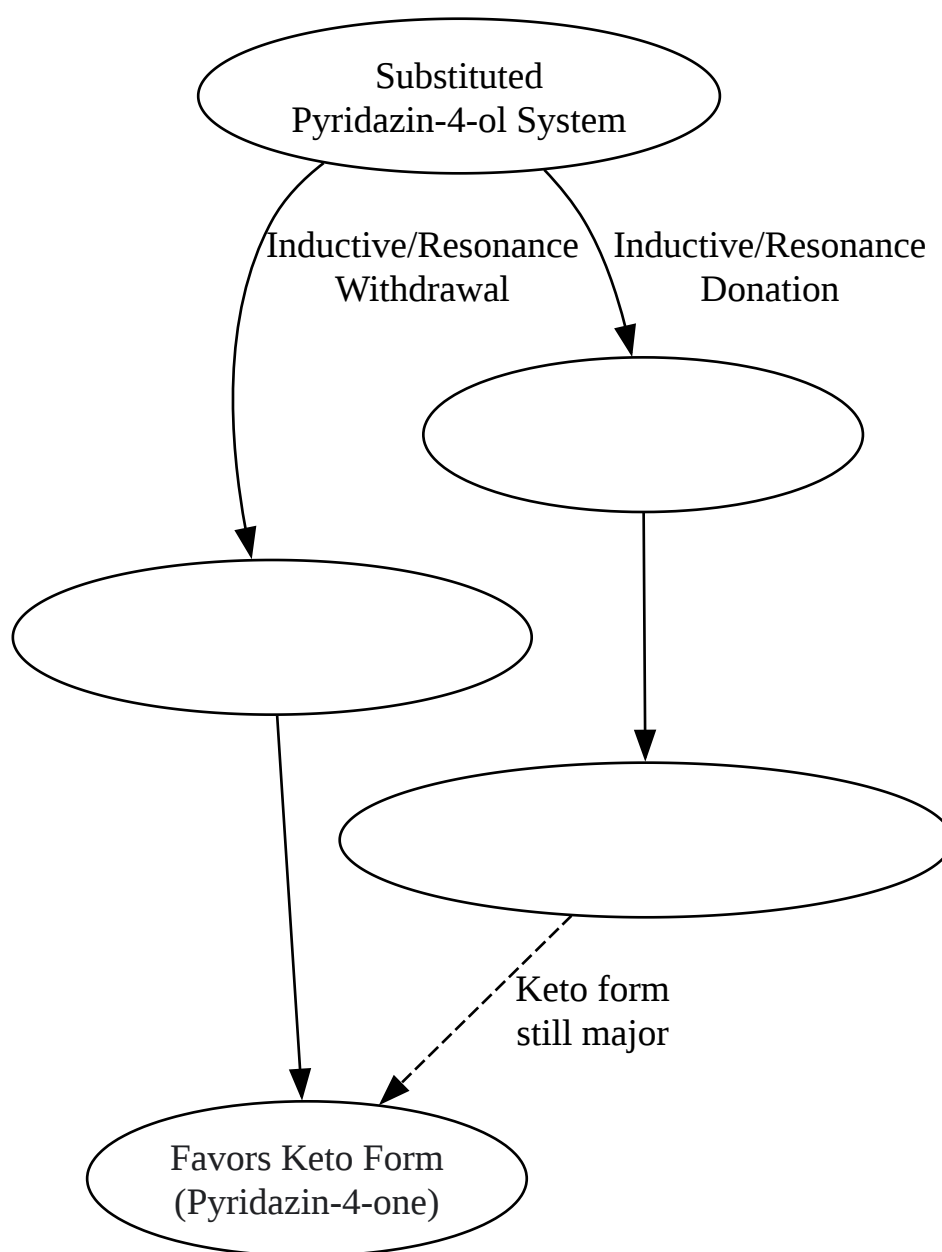 Substituted
Pyridazin-4-ol System
Inductive/Resonance
Withdrawal
Inductive/Resonance
Donation
Keto form
still major
Favors Keto Form
(Pyridazin-4-one)